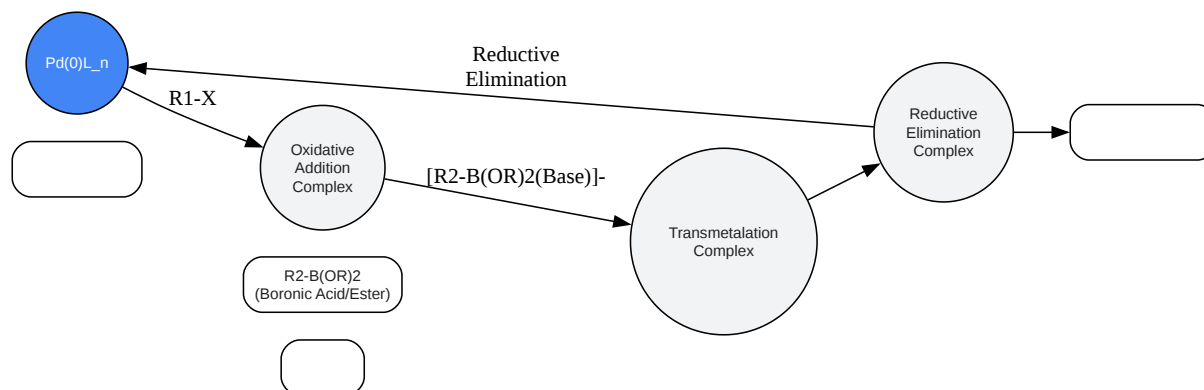 Pd(0)L_n
R1-X
Reductive
Elimination
Oxidative
Addition
Complex
[R2-B(OR)2(Base)]-
Reductive
Elimination
Complex
Transmetalation
Complex
R2-B(OR)2
(Boronic Acid/Ester)